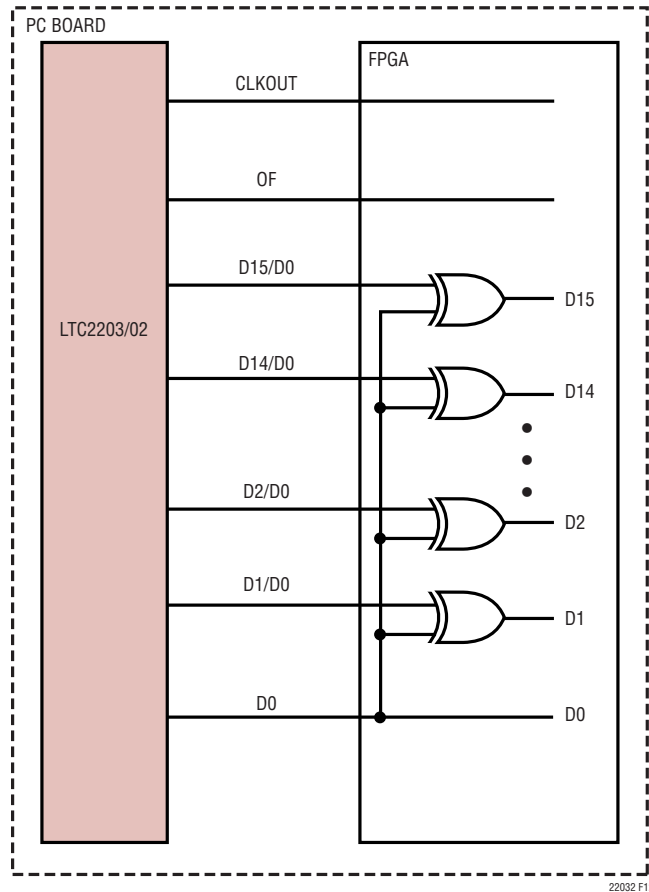 PC BOARD
FPGA
CLKOUT
OF
D15/D0
D15
LTC2203/02
D14/D0
D14
D2/D0
D2
D1/D0
D1
D0
D0
22032 F1